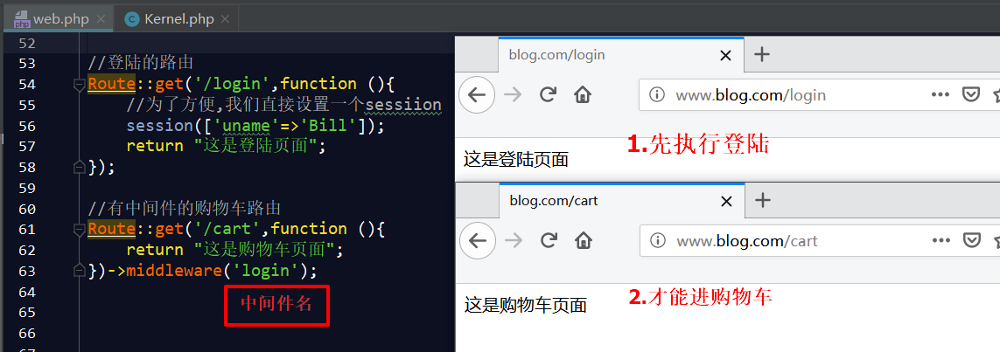 web.php
Kernel.php
52
53 //登陆的路由
54 Route::get('/login',function (){
55 //为了方便,我们直接设置一个sessiion
56 session(['uname'=>'Bill']);
57 return "这是登陆页面";
58 });
59
60 //有中间件的购物车路由
61 Route::get('/cart',function (){
62 return "这是购物车页面";
63 })->middleware('login');
64
65 中间件名
66
67
blog.com/login
www.blog.com/login
1.先执行登陆
这是登陆页面
blog.com/cart
www.blog.com/cart
2.才能进购物车
这是购物车页面